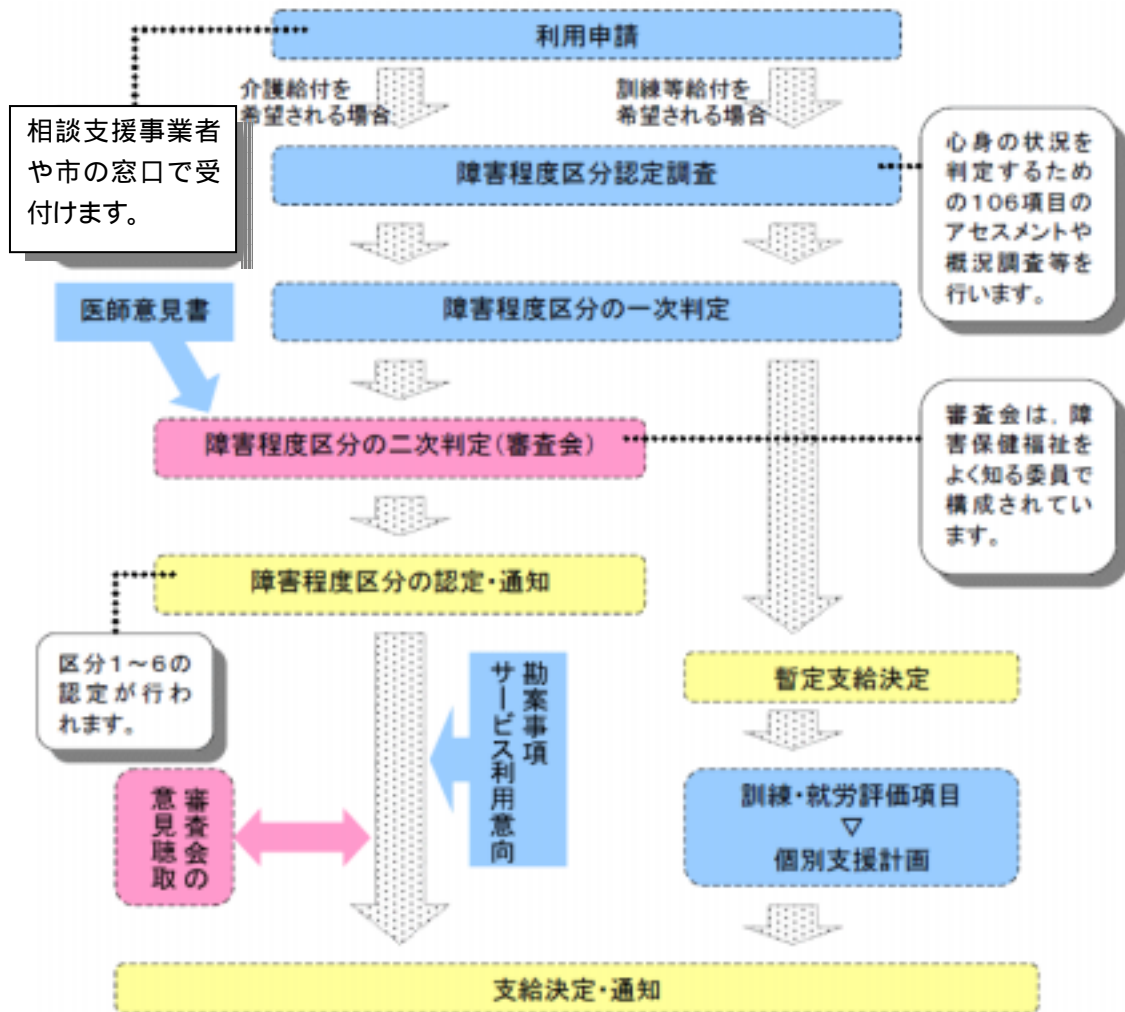 利用申請
介護給付を
希望される場合
訓練等給付を
希望される場合
相談支援事業者
や市の窓口で受
付けます。
障害程度区分認定調査
心身の状況を
判定するため
の106項目の
アセスメントや
概況調査等を
行います。
医師意見書
障害程度区分の一次判定
障害程度区分の二次判定(審査会)
審査会は,障
害保健福祉を
よく知る委員で
構成されてい
ます。
障害程度区分の認定・通知
区分1~6の
認定が行わ
れます。
勘案事項
サービス利用意向
暫定支給決定
審査会の
意見聴取
訓練・就労評価項目
▽
個別支援計画
支給決定・通知